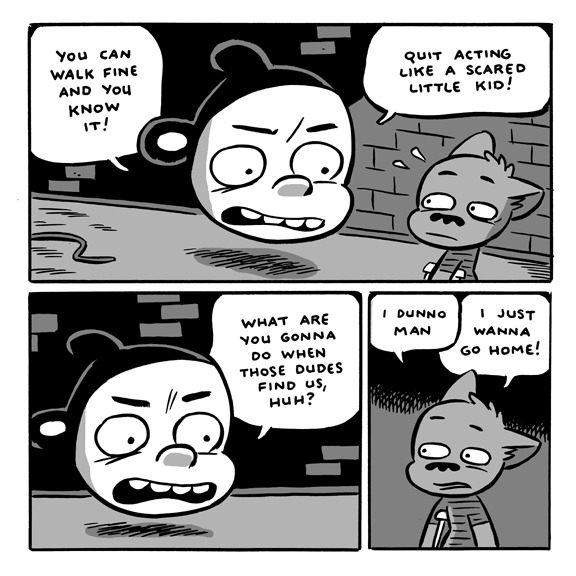 YOU CAN
WALK FINE
AND YOU
KNOW
IT!
QUIT ACTING
LIKE A SCARED
LITTLE KID!
WHAT ARE
YOU GONNA
DO WHEN
THOSE DUDES
FIND US,
HUH?
I DUNNO
MAN
I JUST
WANNA
GO HOME!